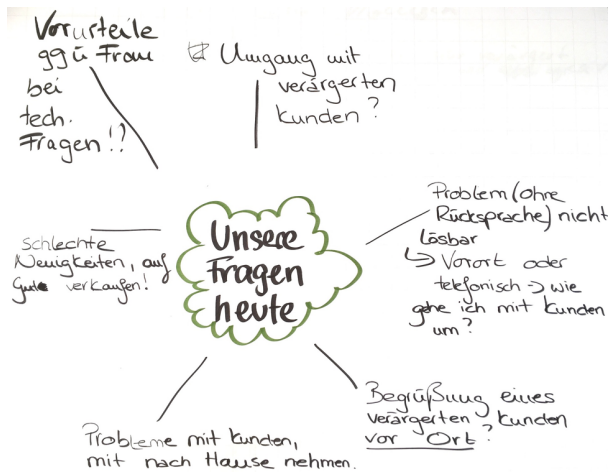 Vorurteile
ggü Frau
bei
tech.
Fragen!?
Umgang mit
verärgerten
Kunden?
Problem (ohne
Rücksprache) nicht
lösbar
↳ Vorort oder
telefonisch → wie
gehe ich mit Kunden
um?
Unsere
Fragen
heute
schlechte
Neuigkeiten, auf
Gut verkaufen!
Begrüßung eines
verärgerten Kunden
vor Ort?
Probleme mit Kunden,
mit nach Hause nehmen.